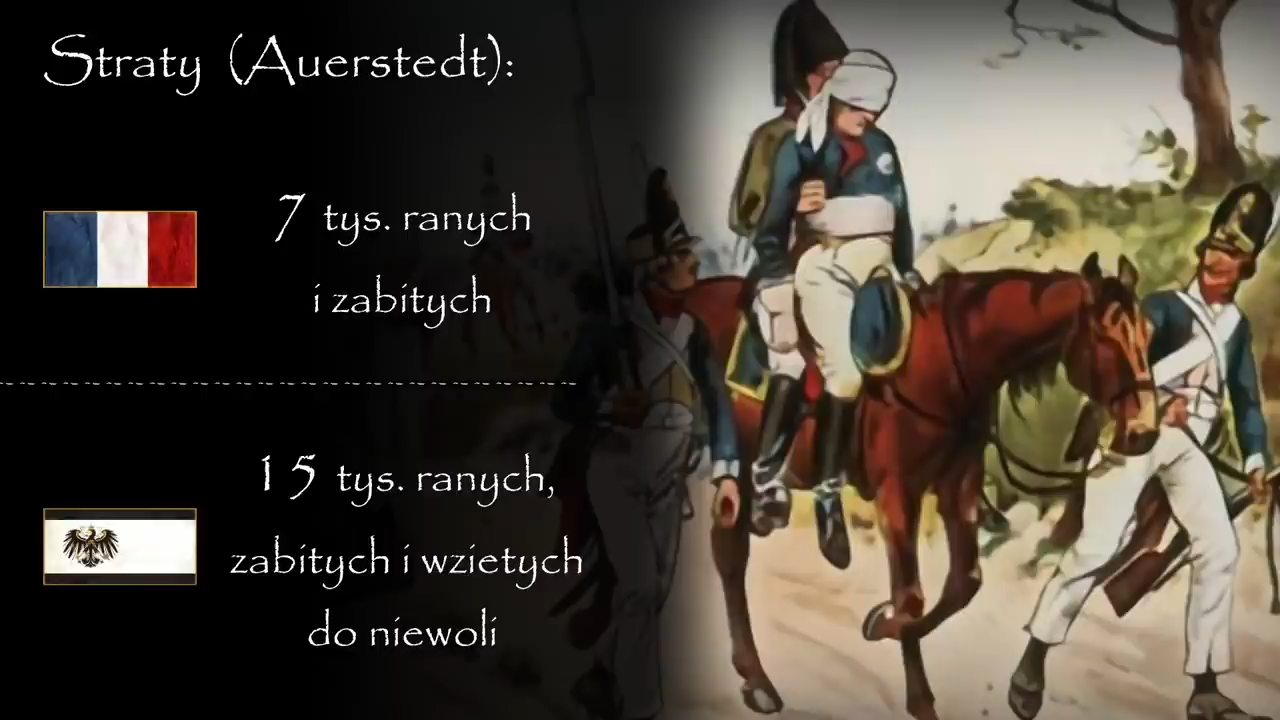 Straty (Auerstedt):
7 tys. ranych
i zabitych
15 tys. ranych,
zabitych i wzietych
do niewoli